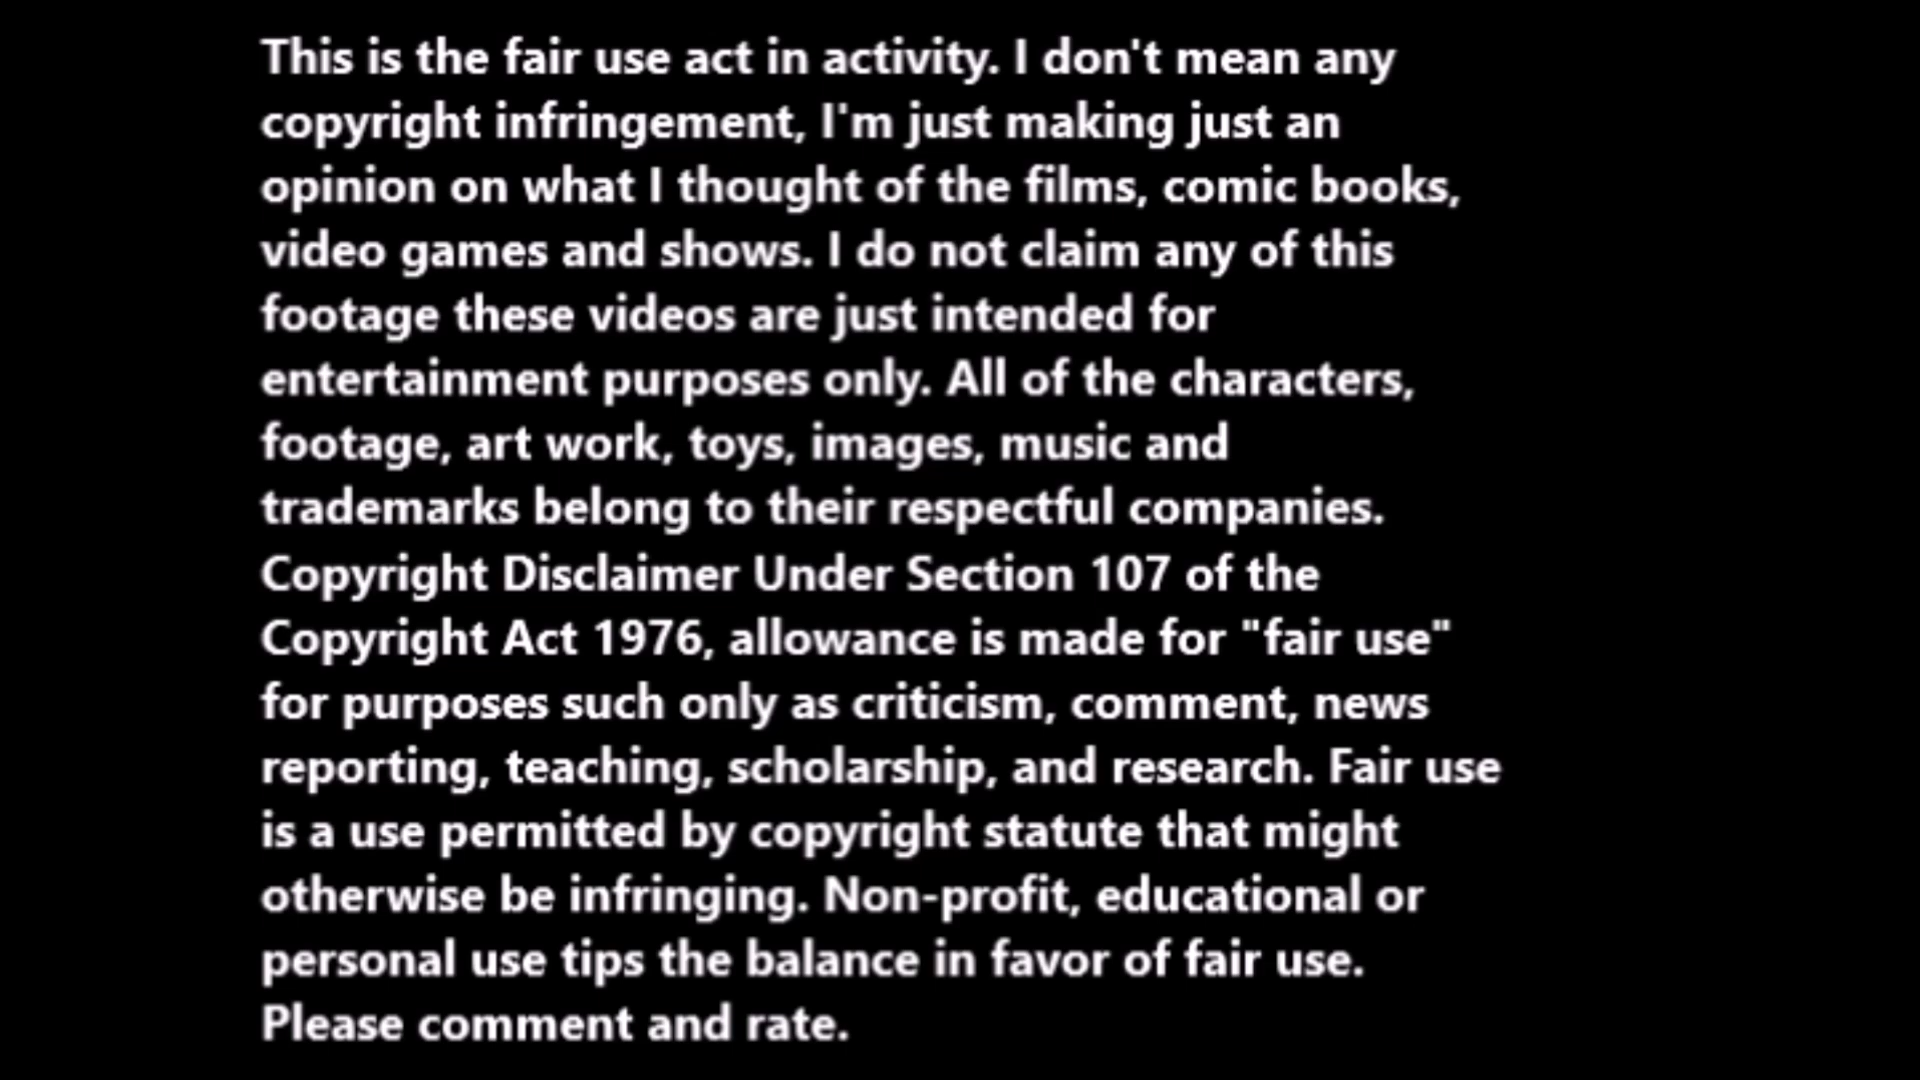 This is the fair use act in activity. I don't mean any
copyright infringement, I'm just making just an
opinion on what I thought of the films, comic books,
video games and shows. I do not claim any of this
footage these videos are just intended for
entertainment purposes only. All of the characters,
footage, art work, toys, images, music and
trademarks belong to their respectful companies.
Copyright Disclaimer Under Section 107 of the
Copyright Act 1976, allowance is made for "fair use"
for purposes such only as criticism, comment, news
reporting, teaching, scholarship, and research. Fair use
is a use permitted by copyright statute that might
otherwise be infringing. Non-profit, educational or
personal use tips the balance in favor of fair use.
Please comment and rate.